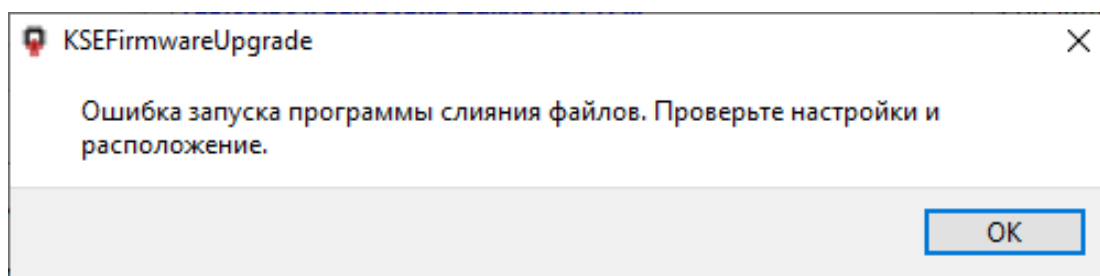 KSEFirmwareUpgrade
Ошибка запуска программы слияния файлов. Проверьте настройки и
расположение.
OK